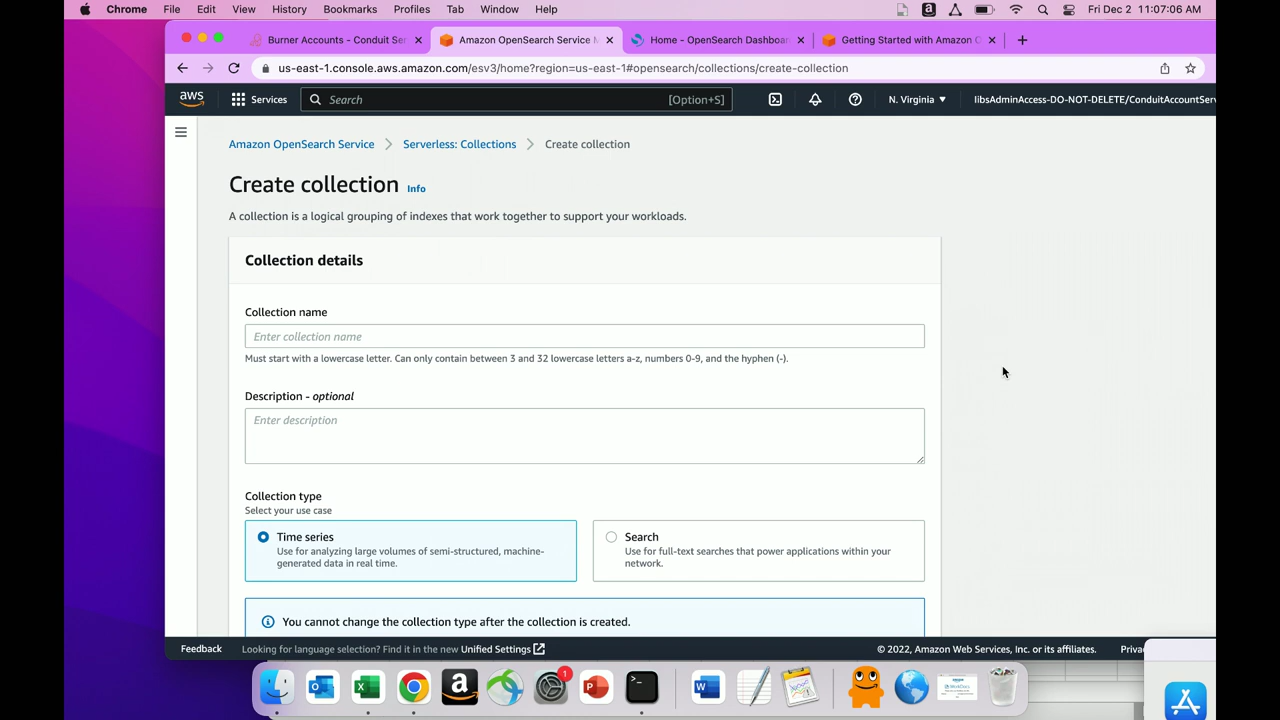 Chrome File Edit View History Bookmarks Profiles Tab Window Help Fri Dec 2 11:07:06 AM
Burner Accounts - Conduit Ser Amazon OpenSearch Service M Home - OpenSearch Dashboa Getting Started with Amazon O
us-east-1.console.aws.amazon.com/esv3/home?region=us-east-1#opensearch/collections/create-collection
aws Services Search [Option+S] N. Virginia libsAdminAccess-DO-NOT-DELETE/ConduitAccountServ
Amazon OpenSearch Service Serverless: Collections Create collection
Create collection Info
A collection is a logical grouping of indexes that work together to support your workloads.
Collection details
Collection name
Enter collection name
Must start with a lowercase letter. Can only contain between 3 and 32 lowercase letters a-z, numbers 0-9, and the hyphen (-).
Description - optional
Enter description
Collection type
Select your use case
Time series
Use for analyzing large volumes of semi-structured, machine-
generated data in real time.
Search
Use for full-text searches that power applications within your
network.
You cannot change the collection type after the collection is created.
Feedback Looking for language selection? Find it in the new Unified Settings © 2022, Amazon Web Services, Inc. or its affiliates. Priva
1